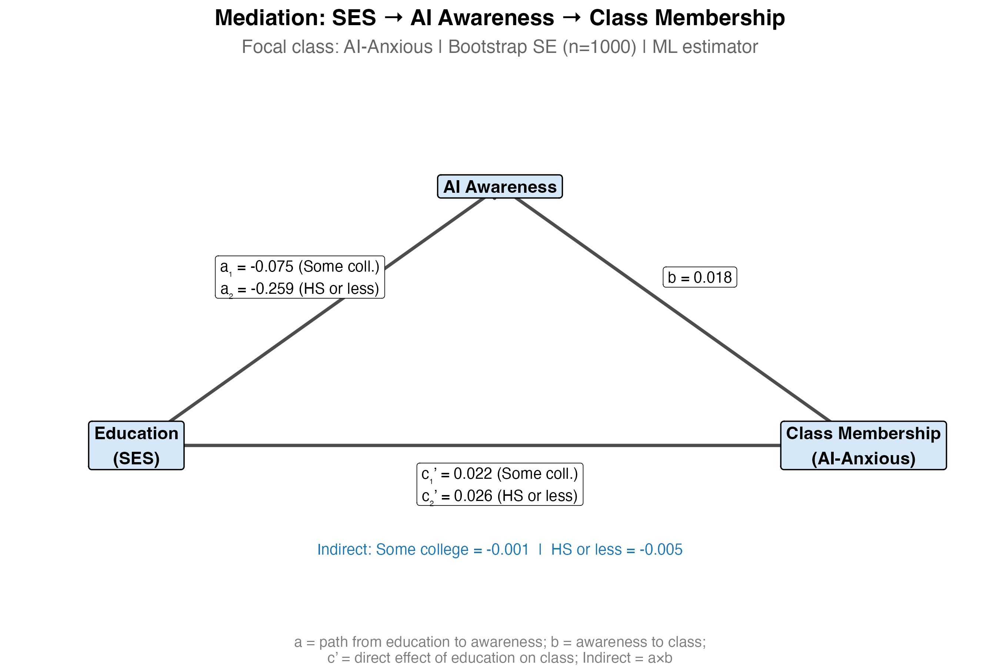 Mediation: SES → AI Awareness → Class Membership
Focal class: AI-Anxious | Bootstrap SE (n=1000) | ML estimator
AI Awareness
a₁ = -0.075 (Some coll.)
a₂ = -0.259 (HS or less)
b = 0.018
Education
(SES)
Class Membership
(AI-Anxious)
c₁’ = 0.022 (Some coll.)
c₂’ = 0.026 (HS or less)
Indirect: Some college = -0.001 | HS or less = -0.005
a = path from education to awareness; b = awareness to class;
c’ = direct effect of education on class; Indirect = a×b